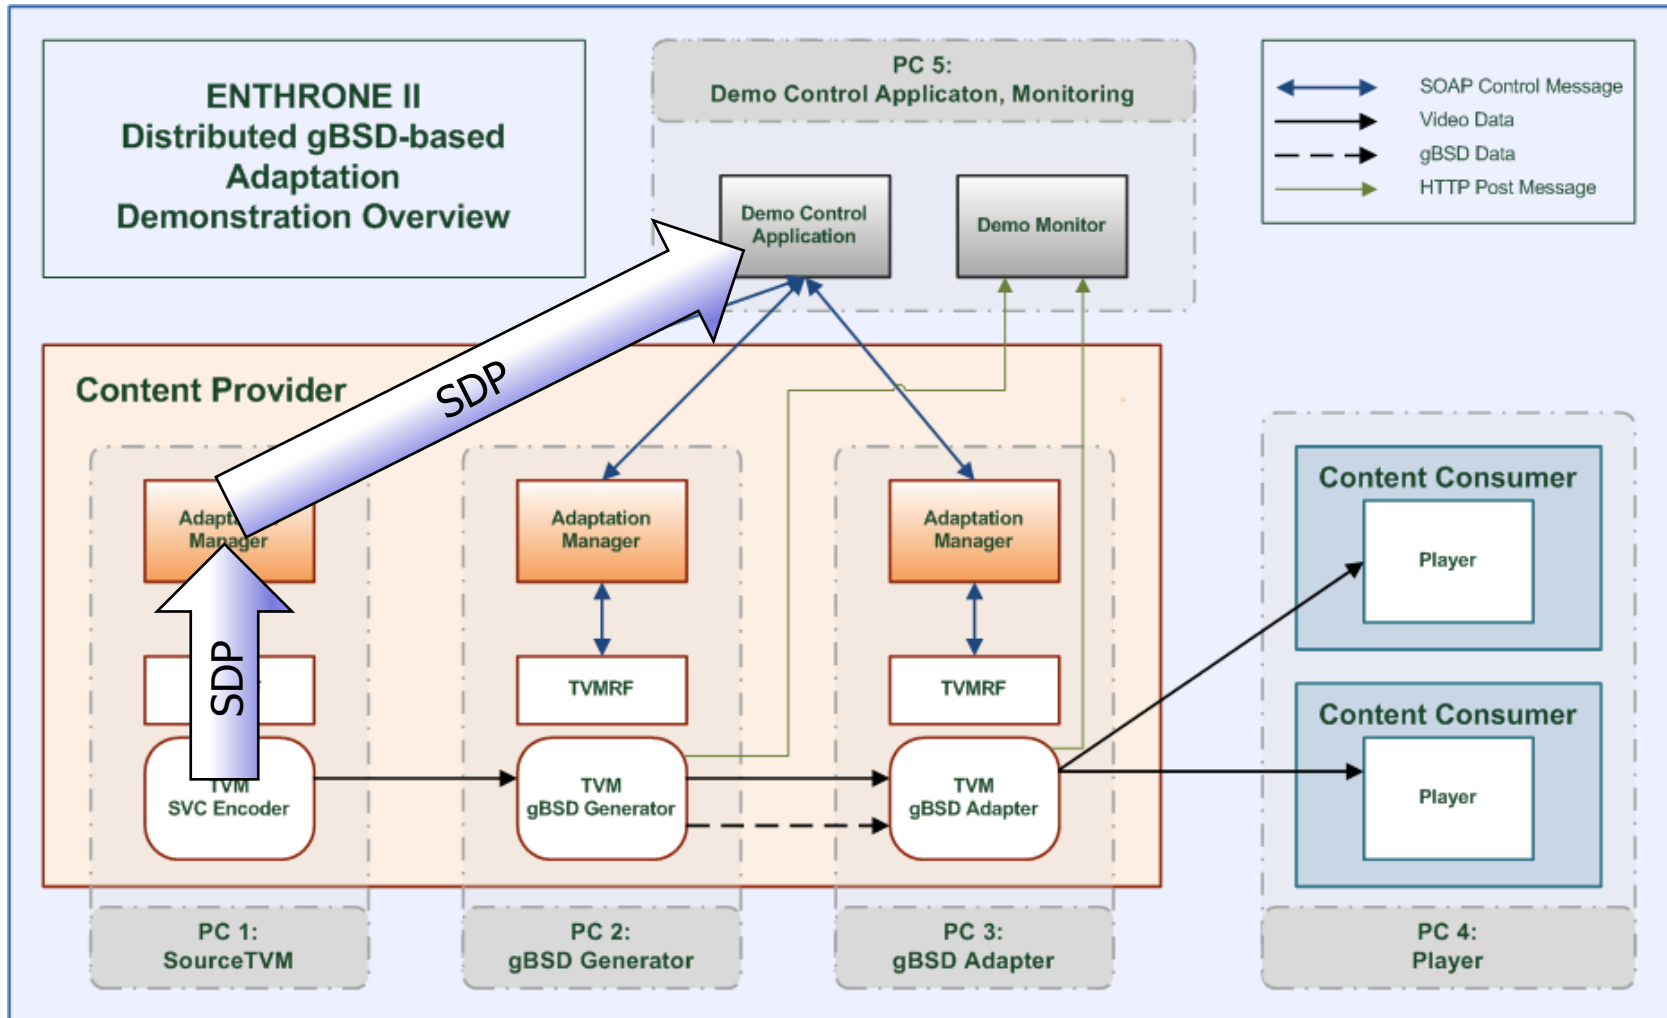 ENTHRONE II
Distributed gBSD-based
Adaptation
Demonstration Overview
PC 5:
Demo Control Applicaton, Monitoring
SOAP Control Message
Video Data
gBSD Data
HTTP Post Message
Demo Control
Application
Demo Monitor
SDP
Content Provider
Manager
Adaptation
Manager
Adaptation
Manager
Content Consumer
Player
SDP
TVMRF
TVMRF
Content Consumer
Player
TVM
SVC Encoder
TVM
gBSD Generator
TVM
gBSD Adapter
PC 1:
SourceTVM
PC 2:
gBSD Generator
PC 3:
gBSD Adapter
PC 4:
Player